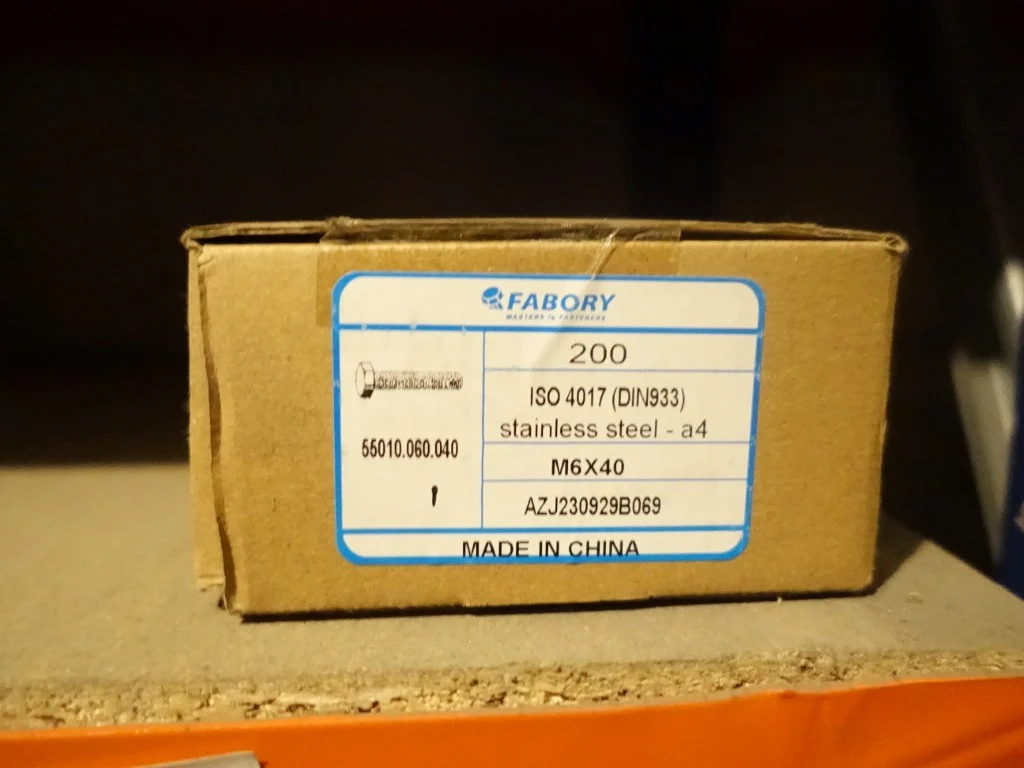 FABORY
MASTERS IN FASTENERS
200
ISO 4017 (DIN933)
stainless steel - a4
55010.060.040
M6X40
AZJ230929B069
MADE IN CHINA